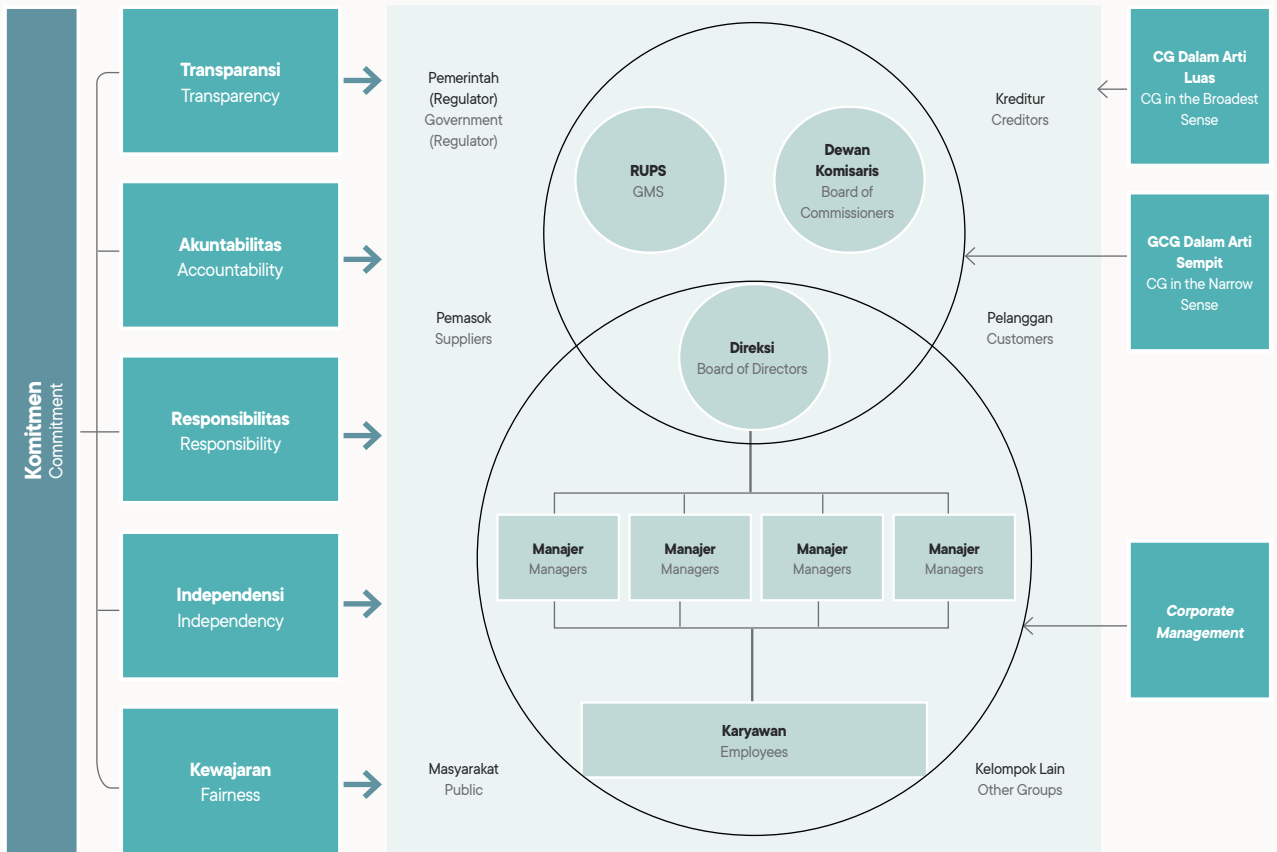 Komitmen
Commitment
Transparansi
Transparency
Akuntabilitas
Accountability
Responsibilitas
Responsibility
Independensi
Independency
Kewajaran
Fairness
Pemerintah
(Regulator)
Government
(Regulator)
Pemasok
Suppliers
Masyarakat
Public
RUPS
GMS
Dewan
Komisaris
Board of
Commissioners
Direksi
Board of Directors
Manajer
Managers
Manajer
Managers
Manajer
Managers
Manajer
Managers
Karyawan
Employees
Kreditur
Creditors
Pelanggan
Customers
Kelompok Lain
Other Groups
CG Dalam Arti
Luas
CG in the Broadest
Sense
GCG Dalam Arti
Sempit
CG in the Narrow
Sense
Corporate
Management